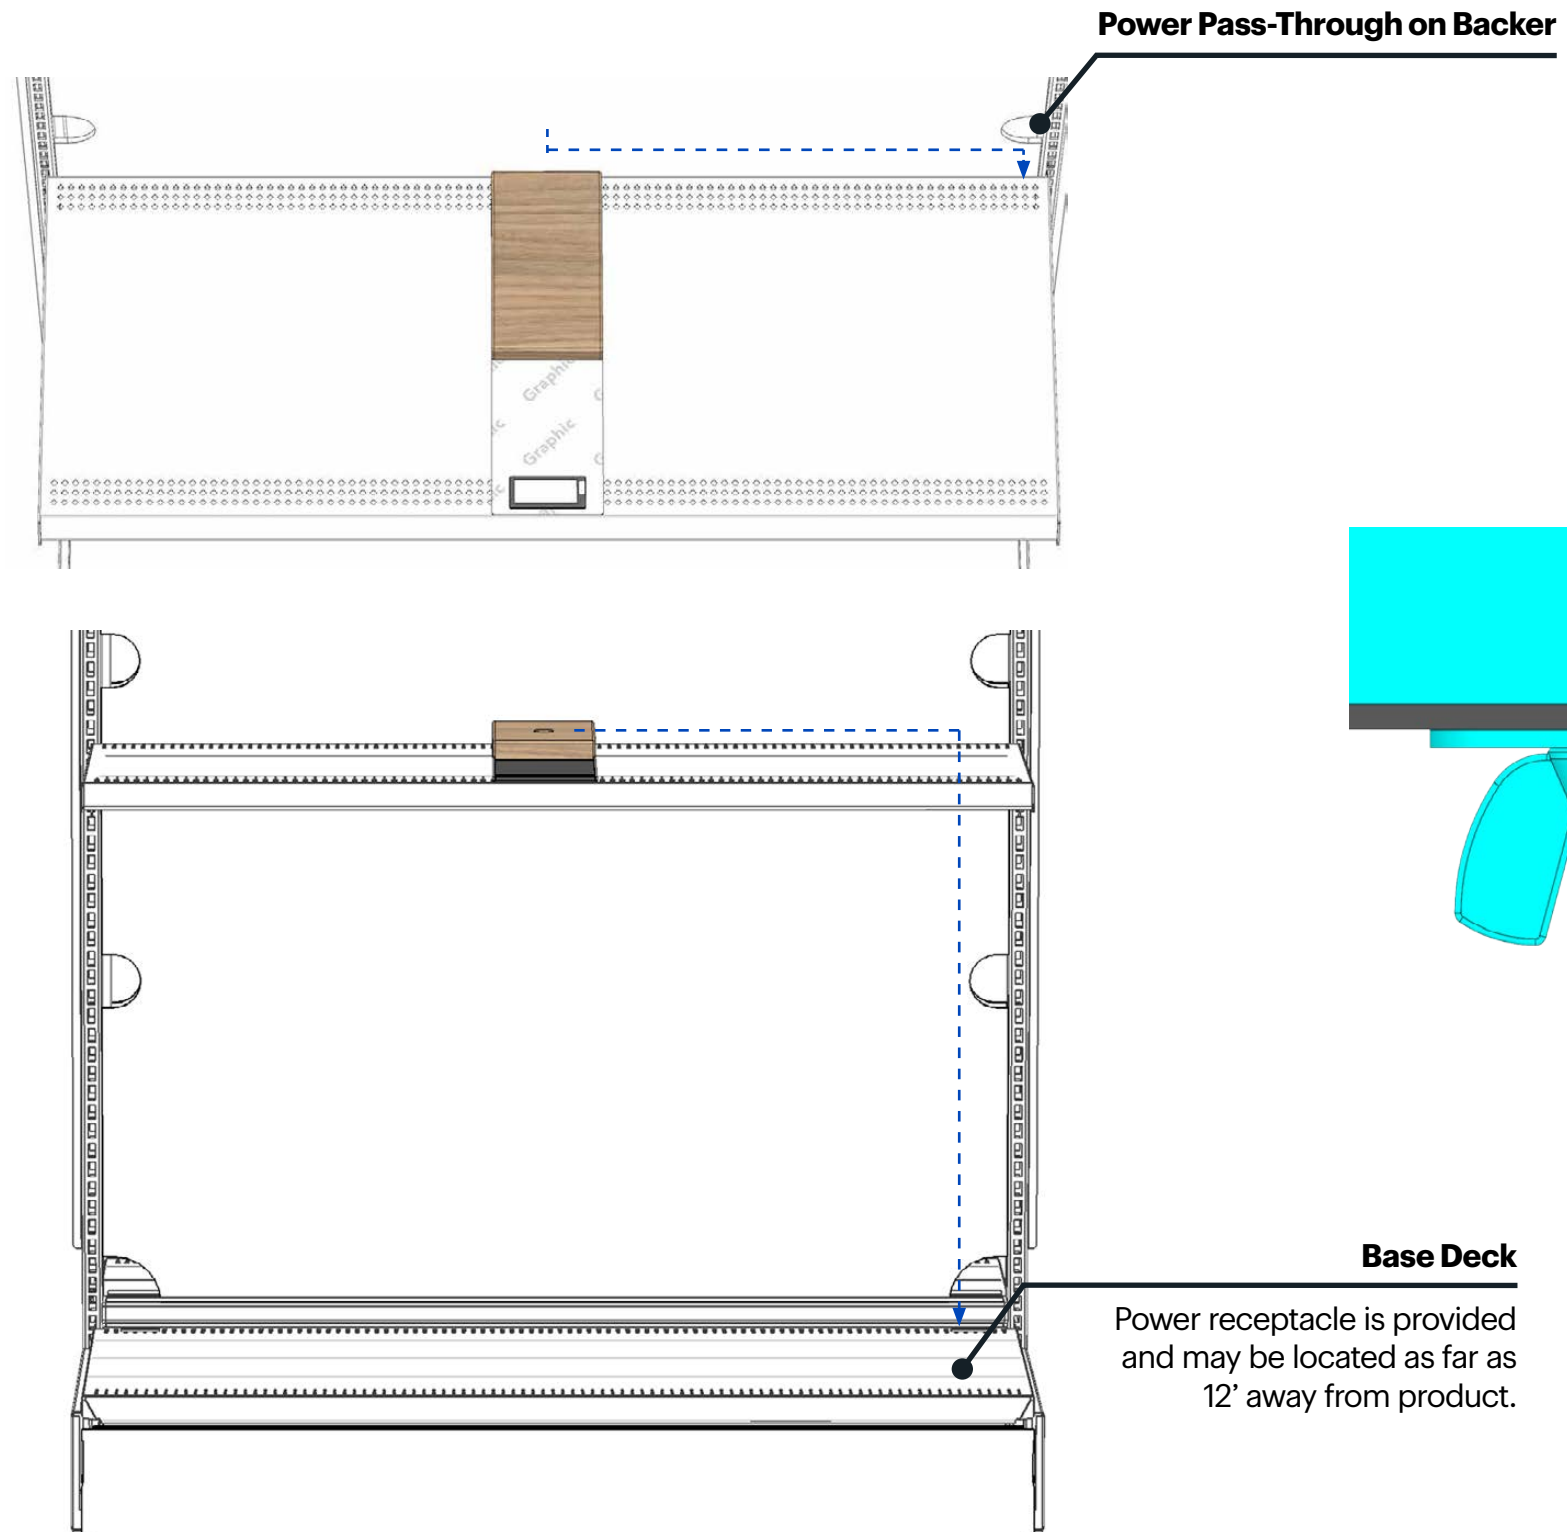 Power Pass-Through on Backer
Graphic
Graphic
Base Deck
Power receptacle is provided
and may be located as far as
12’ away from product.